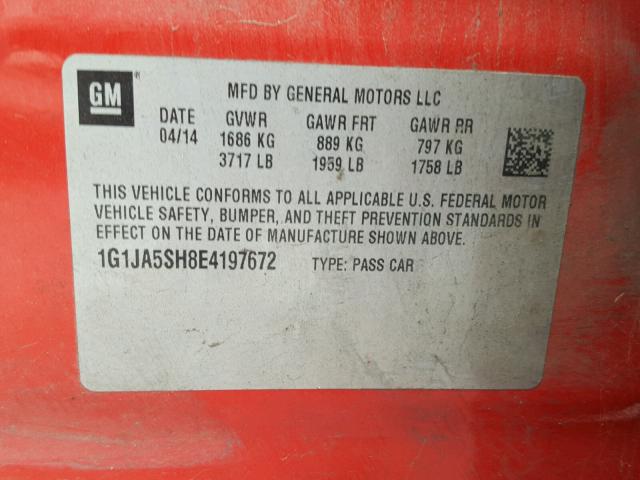 GM
MFD BY GENERAL MOTORS LLC
DATE GVWR GAWR FRT GAWR RR
04/14 1686 KG 889 KG 797 KG
3717 LB 1959 LB 1758 LB
THIS VEHICLE CONFORMS TO ALL APPLICABLE U.S. FEDERAL MOTOR
VEHICLE SAFETY, BUMPER, AND THEFT PREVENTION STANDARDS IN
EFFECT ON THE DATE OF MANUFACTURE SHOWN ABOVE.
1G1JA5SH8E4197672 TYPE: PASS CAR